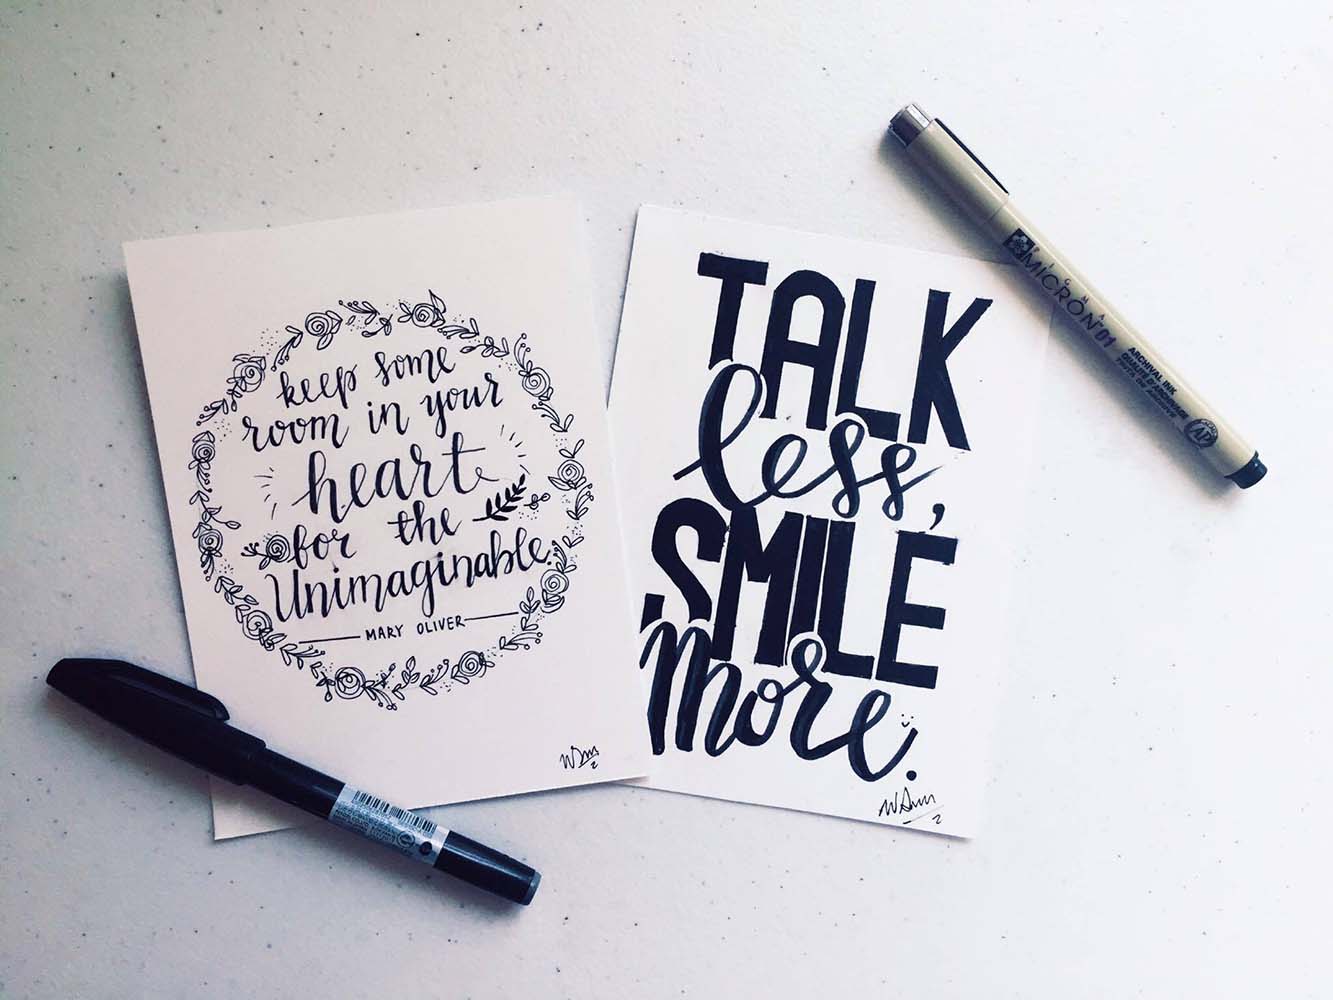 keep some
room in your
heart
for the
Unimaginable.
MARY OLIVER
TALK
less,
SMILE
more.
PIGMA
MICRON 01
ARCHIVAL INK